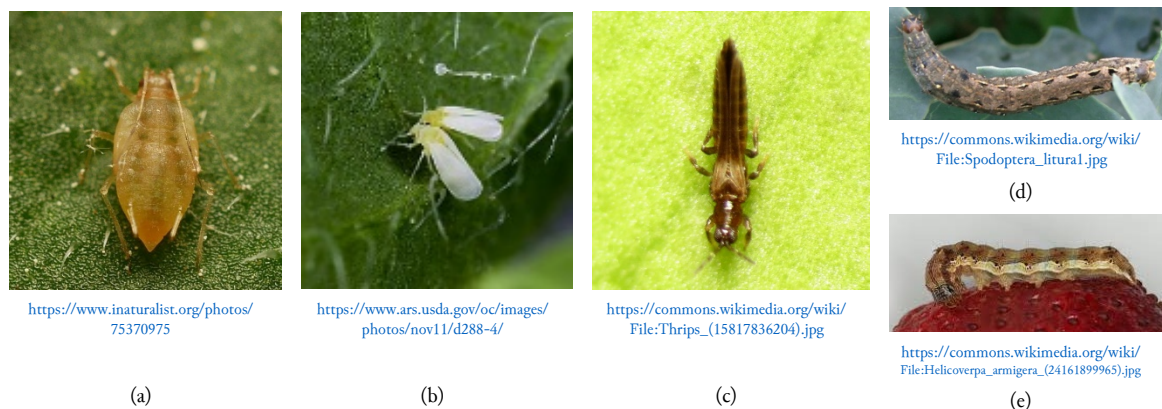 https://www.inaturalist.org/photos/
75370975
(a)
https://www.ars.usda.gov/oc/images/
photos/nov11/d288-4/
(b)
https://commons.wikimedia.org/wiki/
File:Thrips_(15817836204).jpg
(c)
https://commons.wikimedia.org/wiki/
File:Spodoptera_litura1.jpg
(d)
https://commons.wikimedia.org/wiki/
File:Helicoverpa_armigera_(24161899965).jpg
(e)